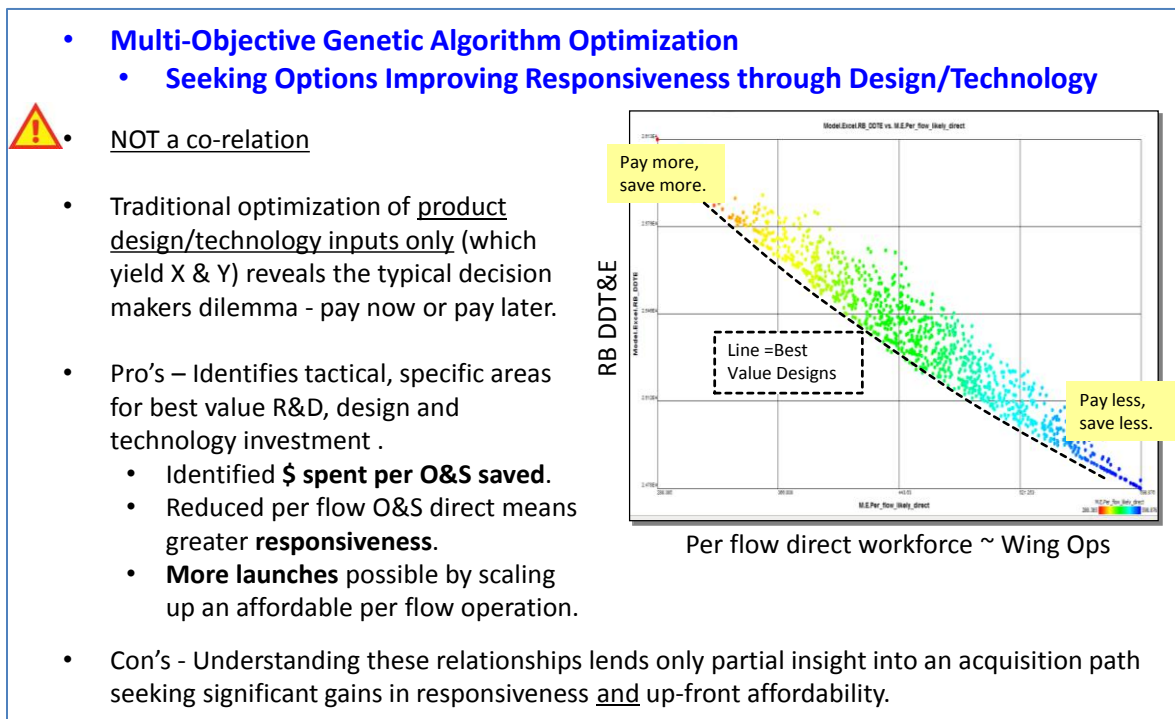 • Multi-Objective Genetic Algorithm Optimization
• Seeking Options Improving Responsiveness through Design/Technology
• NOT a co-relation
• Traditional optimization of product
design/technology inputs only (which
yield X & Y) reveals the typical decision
makers dilemma - pay now or pay later.
• Pro's – Identifies tactical, specific areas
for best value R&D, design and
technology investment .
• Identified $ spent per O&S saved.
• Reduced per flow O&S direct means
greater responsiveness.
• More launches possible by scaling
up an affordable per flow operation.
Model.Excel.RB_DDTE vs. M.E.Per_flow_likely_direct
Pay more,
save more.
RB DDT&E
Model.Excel.RB_DDTE
Line =Best
Value Designs
Pay less,
save less.
M.E.Per_flow_likely_direct
M.E.Per_flow_likely_direct
Per flow direct workforce ~ Wing Ops
• Con's - Understanding these relationships lends only partial insight into an acquisition path
seeking significant gains in responsiveness and up-front affordability.